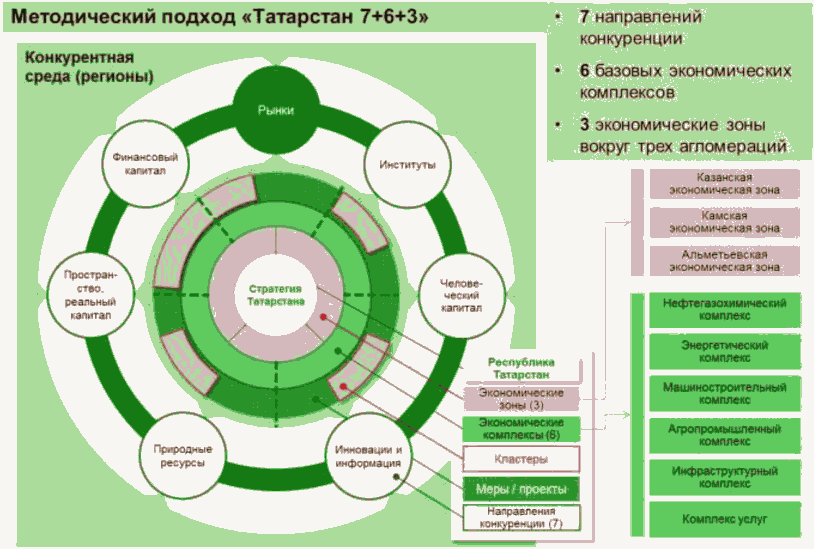 Методический подход «Татарстан 7+6+3»
• 7 направлений
конкуренции
• 6 базовых экономических
комплексов
• 3 экономические зоны
вокруг трех агломераций
Конкурентная
среда (регионы)
Рынки
Финансовый
капитал
Институты
Простран-
ство,
реальный
капитал
Стратегия
Татарстана
Челове-
ческий
капитал
Природные
ресурсы
Инновации и
информация
Республика
Татарстан
Экономические
зоны (3)
Экономические
комплексы (6)
Кластеры
Меры / проекты
Направления
конкуренции (7)
Казанская
экономическая зона
Камская
экономическая зона
Альметьевская
экономическая зона
Нефтегазохимический
комплекс
Энергетический
комплекс
Машиностроительный
комплекс
Агропромышленный
комплекс
Инфраструктурный
комплекс
Комплекс услуг